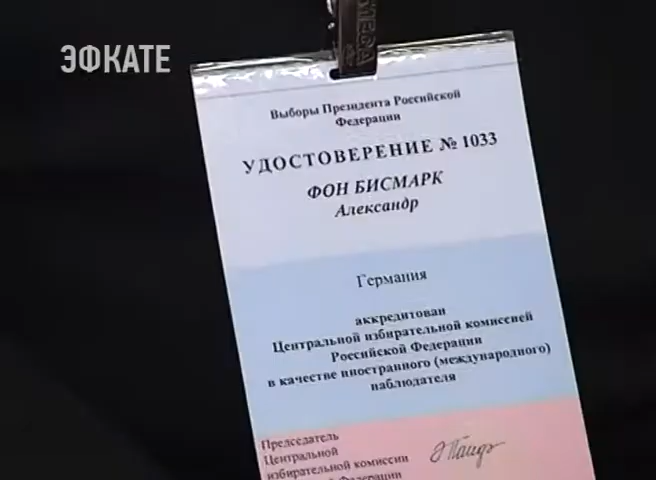 ЭФКАТЕ
Выборы Президента Российской
Федерации
УДОСТОВЕРЕНИЕ № 1033
ФОН БИСМАРК
Александр
Германия
аккредитован
Центральной избирательной комиссией
Российской Федерации
в качестве иностранного (международного)
наблюдателя
Председатель
Центральной
избирательной комиссии
Федерации